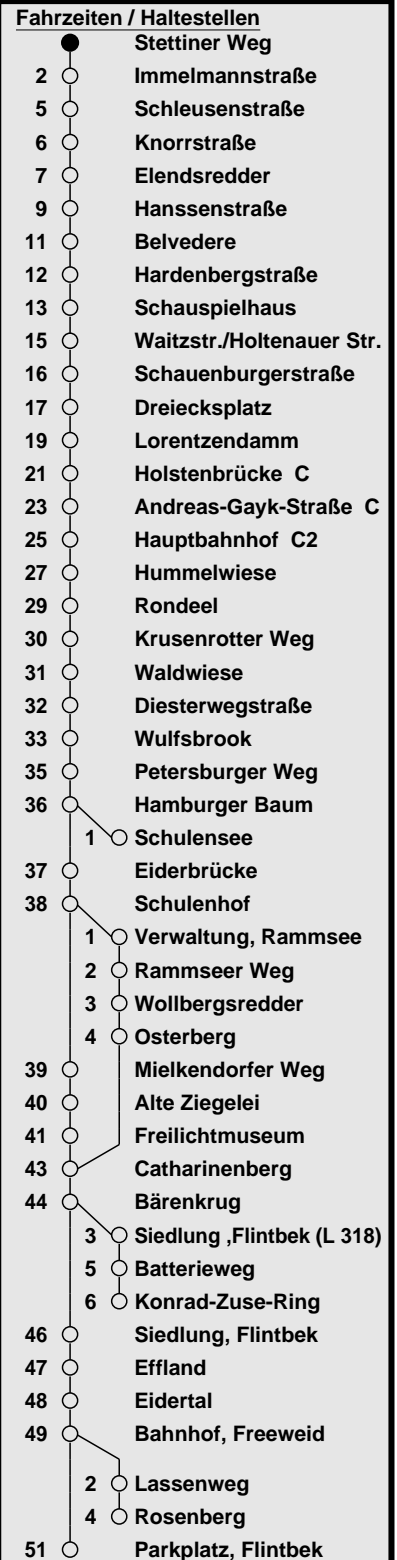 Fahrzeiten / Haltestellen
Stettiner Weg
2 Immelmannstraße
5 Schleusenstraße
6 Knorrstraße
7 Elendsredder
9 Hanssenstraße
11 Belvedere
12 Hardenbergstraße
13 Schauspielhaus
15 Waitzstr./Holtenauer Str.
16 Schauenburgerstraße
17 Dreiecksplatz
19 Lorentzendamm
21 Holstenbrücke C
23 Andreas-Gayk-Straße C
25 Hauptbahnhof C2
27 Hummelwiese
29 Rondeel
30 Krusenrotter Weg
31 Waldwiese
32 Diesterwegstraße
33 Wulfsbrook
35 Petersburger Weg
36 Hamburger Baum
1 Schulensee
37 Eiderbrücke
38 Schulenhof
1 Verwaltung, Rammsee
2 Rammseer Weg
3 Wollbergsredder
4 Osterberg
39 Mielkendorfer Weg
40 Alte Ziegelei
41 Freilichtmuseum
43 Catharinenberg
44 Bärenkrug
3 Siedlung ,Flintbek (L 318)
5 Batterieweg
6 Konrad-Zuse-Ring
46 Siedlung, Flintbek
47 Effland
48 Eidertal
49 Bahnhof, Freeweid
2 Lassenweg
4 Rosenberg
51 Parkplatz, Flintbek